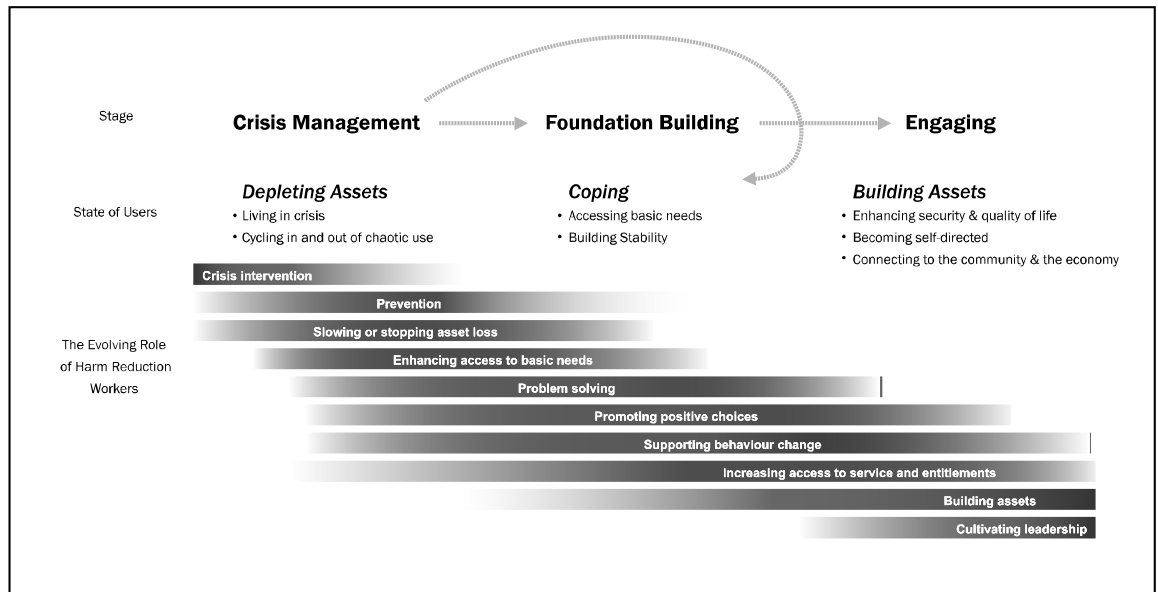 Stage
Crisis Management
Foundation Building
Engaging
State of Users
Depleting Assets
• Living in crisis
• Cycling in and out of chaotic use
Coping
• Accessing basic needs
• Building Stability
Building Assets
• Enhancing security & quality of life
• Becoming self-directed
• Connecting to the community & the economy
The Evolving Role
of Harm Reduction
Workers
Crisis intervention
Prevention
Slowing or stopping asset loss
Enhancing access to basic needs
Problem solving
Promoting positive choices
Supporting behaviour change
Increasing access to service and entitlements
Building assets
Cultivating leadership